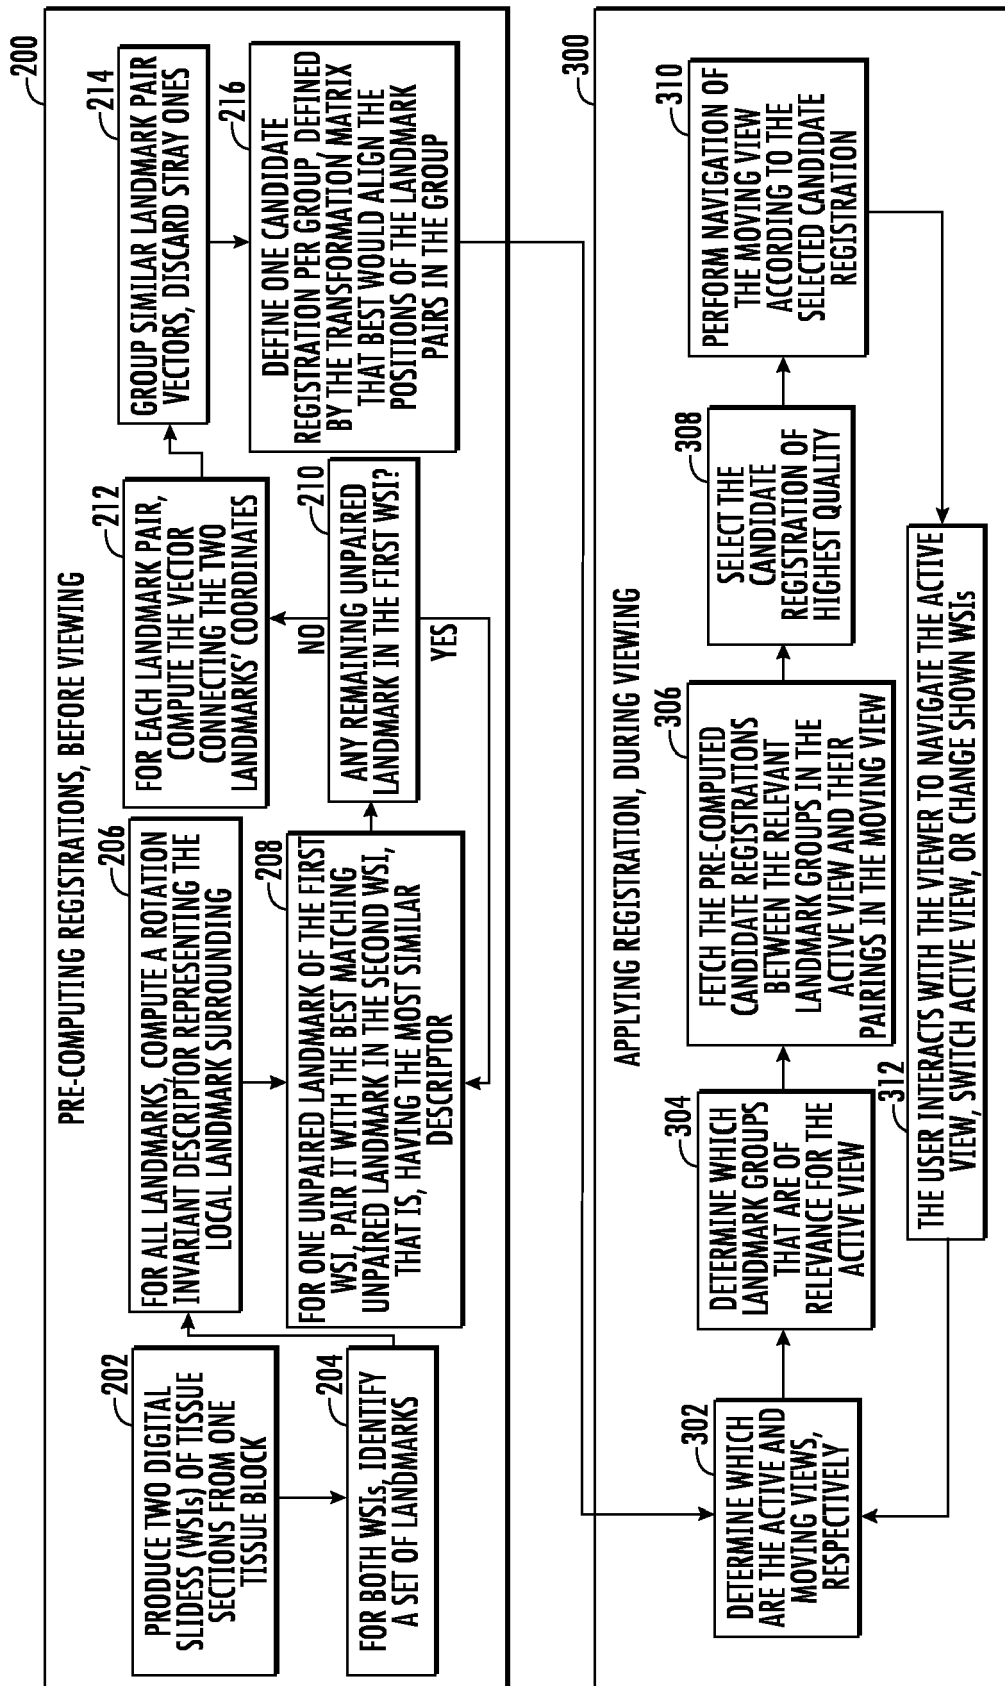 200
PRE-COMPUTING REGISTRATIONS, BEFORE VIEWING
202
PRODUCE TWO DIGITAL
SLIDESS (WSIs) OF TISSUE
SECTIONS FROM ONE
TISSUE BLOCK
204
FOR BOTH WSIs, IDENTIFY
A SET OF LANDMARKS
206
FOR ALL LANDMARKS, COMPUTE A ROTATION
INVARIANT DESCRIPTOR REPRESENTING THE
LOCAL LANDMARK SURROUNDING
208
FOR ONE UNPAIRED LANDMARK OF THE FIRST
WSI, PAIR IT WITH THE BEST MATCHING
UNPAIRED LANDMARK IN THE SECOND WSI,
THAT IS, HAVING THE MOST SIMILAR
DESCRIPTOR
210
ANY REMAINING UNPAIRED
LANDMARK IN THE FIRST WSI?
NO
YES
212
FOR EACH LANDMARK PAIR,
COMPUTE THE VECTOR
CONNECTING THE TWO
LANDMARKS' COORDINATES
214
GROUP SIMILAR LANDMARK PAIR
VECTORS, DISCARD STRAY ONES
216
DEFINE ONE CANDIDATE
REGISTRATION PER GROUP, DEFINED
BY THE TRANSFORMATION MATRIX
THAT BEST WOULD ALIGN THE
POSITIONS OF THE LANDMARK
PAIRS IN THE GROUP
300
APPLYING REGISTRATION, DURING VIEWING
302
DETERMINE WHICH
ARE THE ACTIVE AND
MOVING VIEWS,
RESPECTIVELY
304
DETERMINE WHICH
LANDMARK GROUPS
THAT ARE OF
RELEVANCE FOR THE
ACTIVE VIEW
306
FETCH THE PRE-COMPUTED
CANDIDATE REGISTRATIONS
BETWEEN THE RELEVANT
LANDMARK GROUPS IN THE
ACTIVE VIEW AND THEIR
PAIRINGS IN THE MOVING VIEW
308
SELECT THE
CANDIDATE
REGISTRATION OF
HIGHEST QUALITY
310
PERFORM NAVIGATION OF
THE MOVING VIEW
ACCORDING TO THE
SELECTED CANDIDATE
REGISTRATION
312
THE USER INTERACTS WITH THE VIEWER TO NAVIGATE THE ACTIVE
VIEW, SWITCH ACTIVE VIEW, OR CHANGE SHOWN WSIs